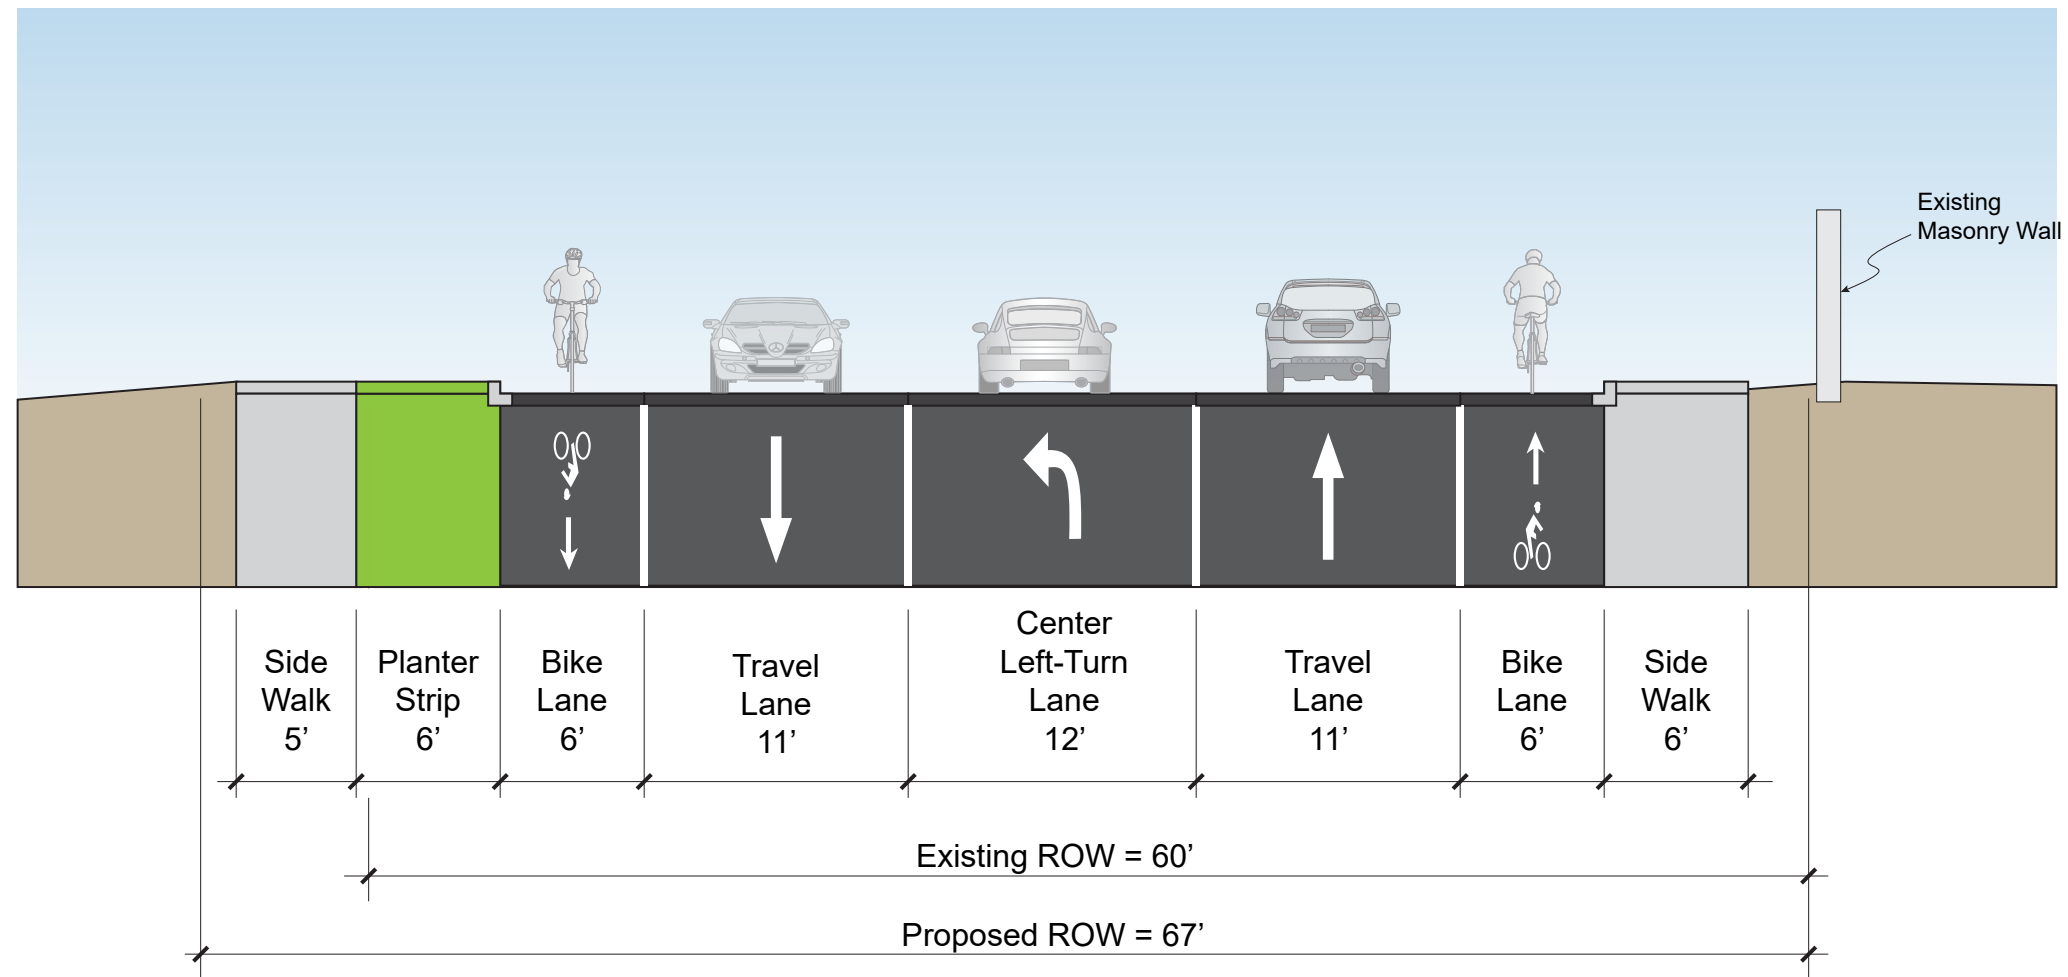 Existing
Masonry Wall
Side
Walk
5’
Planter
Strip
6’
Bike
Lane
6’
Travel
Lane
11’
Center
Left-Turn
Lane
12’
Travel
Lane
11’
Bike
Lane
6’
Side
Walk
6’
Existing ROW = 60’
Proposed ROW = 67’